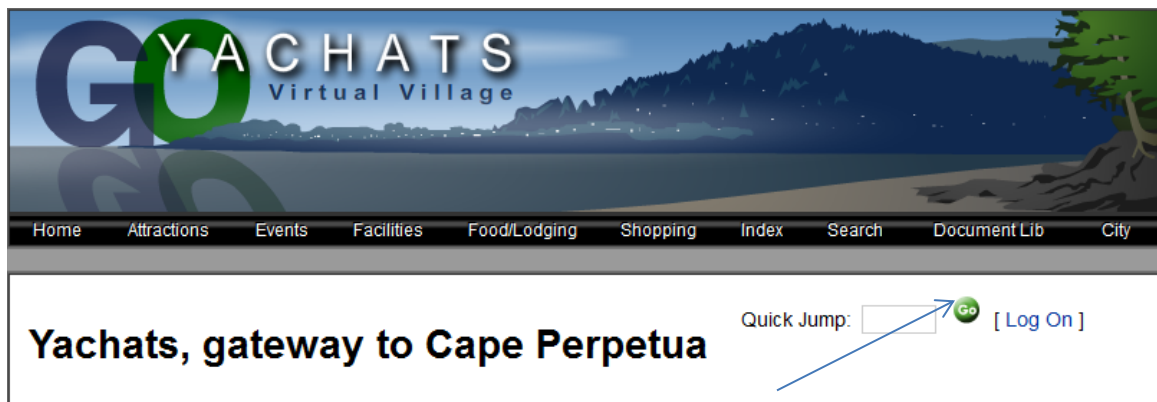 GO
YACHATS
Virtual Village
Home Attractions Events Facilities Food/Lodging Shopping Index Search Document Lib City
Quick Jump: Go [ Log On ]
Yachats, gateway to Cape Perpetua